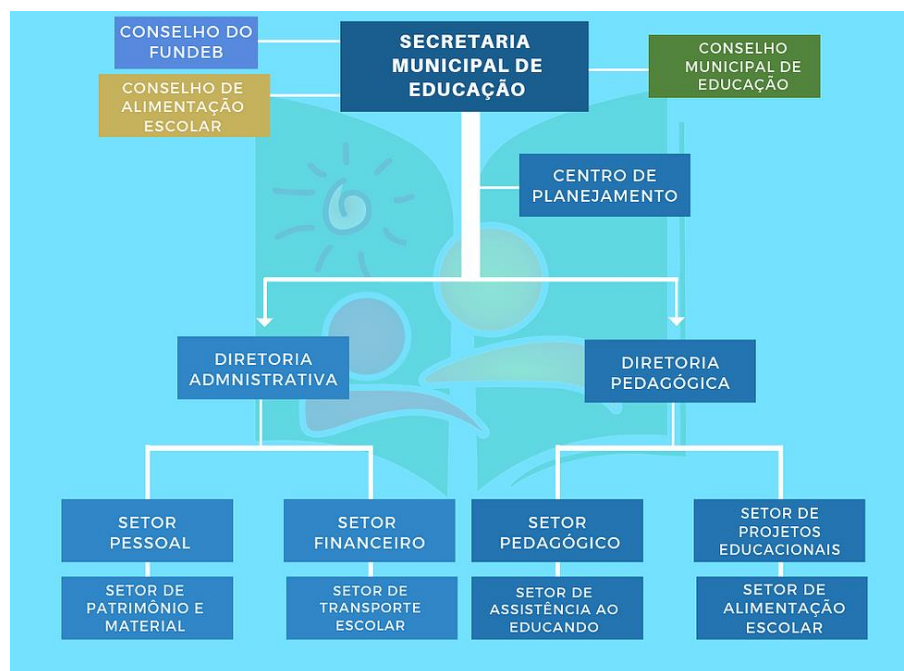 CONSELHO DO
FUNDEB
SECRETARIA
MUNICIPAL DE
EDUCAÇÃO
CONSELHO
MUNICIPAL DE
EDUCAÇÃO
CONSELHO DE
ALIMENTAÇÃO
ESCOLAR
CENTRO DE
PLANEJAMENTO
DIRETORIA
ADMNISTRATIVA
DIRETORIA
PEDAGÓGICA
SETOR
PESSOAL
SETOR
FINANCEIRO
SETOR
PEDAGÓGICO
SETOR DE
PROJETOS
EDUCACIONAIS
SETOR DE
PATRIMÔNIO E
MATERIAL
SETOR DE
TRANSPORTE
ESCOLAR
SETOR DE
ASSISTÊNCIA AO
EDUCANDO
SETOR DE
ALIMENTAÇÃO
ESCOLAR